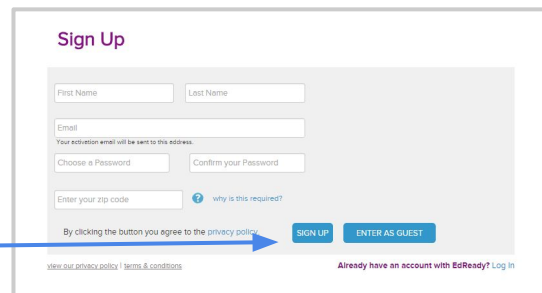 Sign Up
First Name Last Name
Email
Your activation email will be sent to this address.
Choose a Password Confirm your Password
Enter your zip code ? why is this required?
By clicking the button you agree to the privacy policy SIGN UP ENTER AS GUEST
view our privacy policy | terms & conditions Already have an account with EdReady? Log In